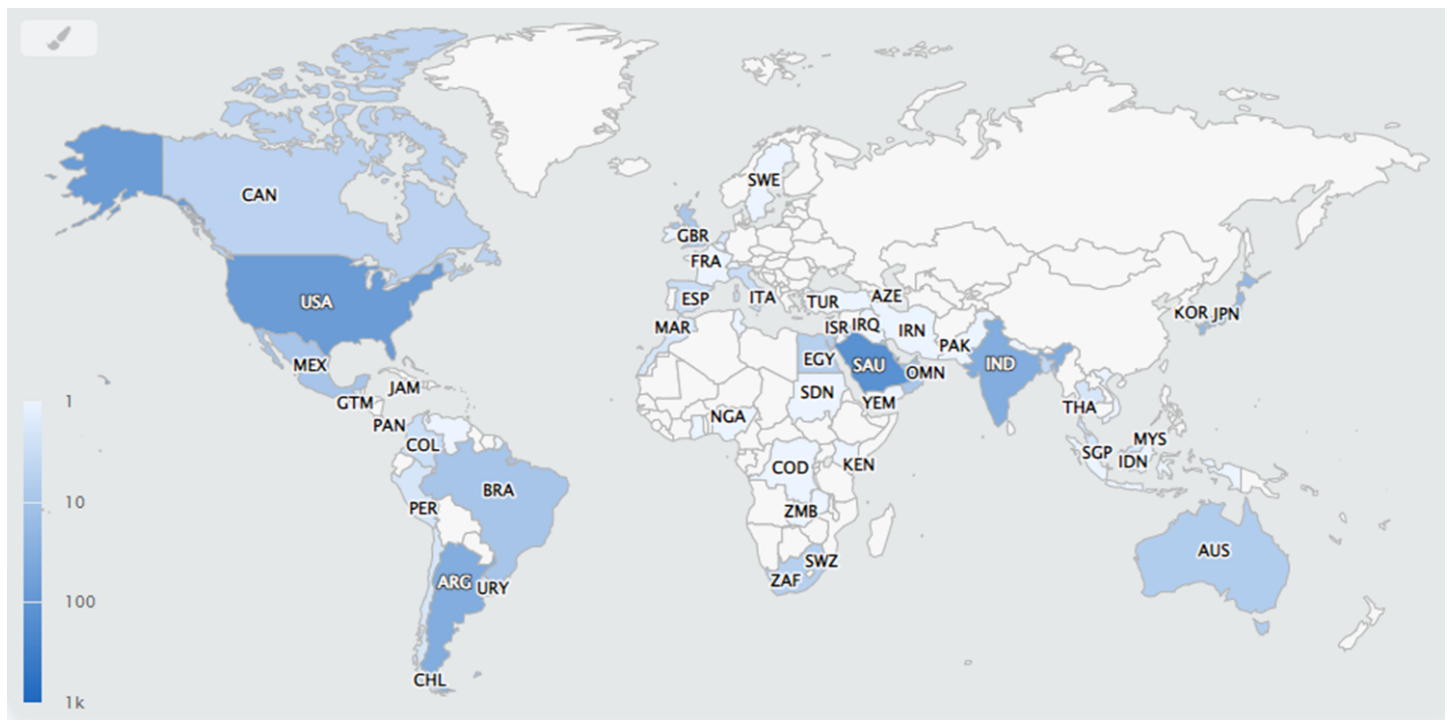 CAN
USA
MEX
JAM
GTM
PAN
COL
PER
BRA
ARG
URY
CHL
SWE
GBR
FRA
ESP
ITA
TUR
AZE
MAR
ISR
IRQ
IRN
PAK
EGY
SAU
OMN
IND
SDN
YEM
NGA
COD
KEN
ZMB
SWZ
ZAF
KOR
JPN
THA
MYS
SGP
IDN
AUS
1
10
100
1k